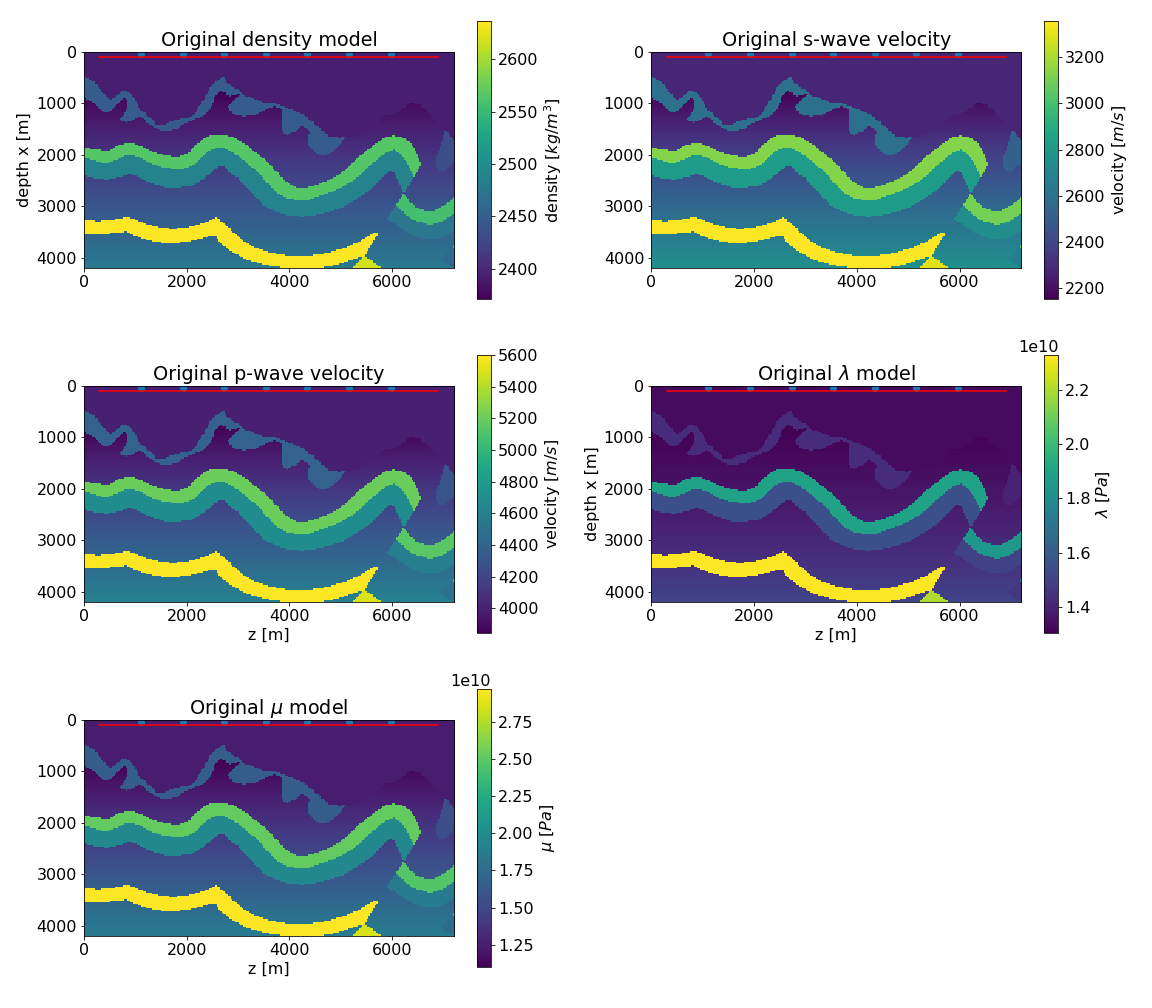 Original density model
0
1000
2000
3000
4000
depth x [m]
0 2000 4000 6000
2600
2550
2500
2450
2400
density [kg/m³]
Original s-wave velocity
0
1000
2000
3000
4000
0 2000 4000 6000
3200
3000
2800
2600
2400
2200
velocity [m/s]
Original p-wave velocity
0
1000
2000
3000
4000
0 2000 4000 6000
z [m]
5600
5400
5200
5000
4800
4600
4400
4200
4000
velocity [m/s]
Original λ model
0
1000
2000
3000
4000
depth x [m]
0 2000 4000 6000
z [m]
1e10
2.2
2.0
1.8
1.6
1.4
λ [Pa]
Original μ model
0
1000
2000
3000
4000
0 2000 4000 6000
z [m]
1e10
2.75
2.50
2.25
2.00
1.75
1.50
1.25
μ [Pa]